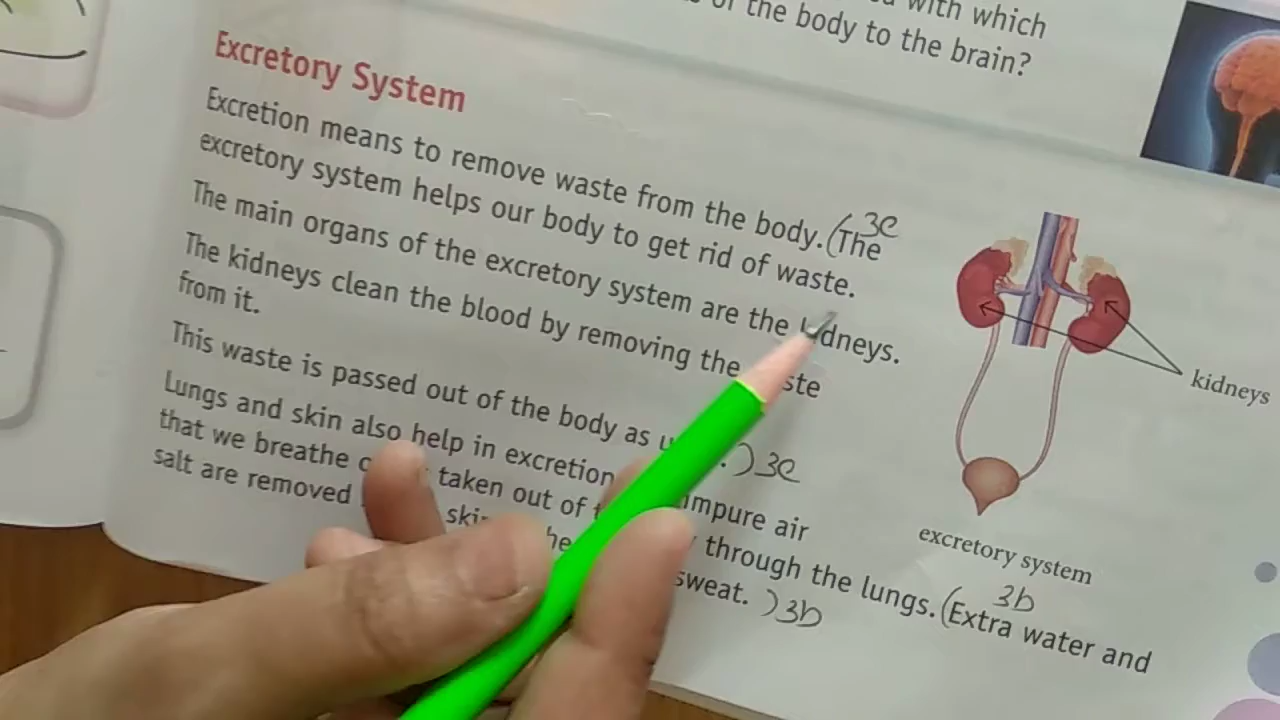 with which
of the body to the brain?
Excretory System
Excretion means to remove waste from the body. (The
3e
excretory system helps our body to get rid of waste.
The main organs of the excretory system are the kidneys.
The kidneys clean the blood by removing the waste
from it.
This waste is passed out of the body as .) 3e
Lungs and skin also help in excretion impure air
that we breathe taken out of through the lungs. (Extra water and
3b
salt are removed skin sweat. ) 3b
kidneys
excretory system